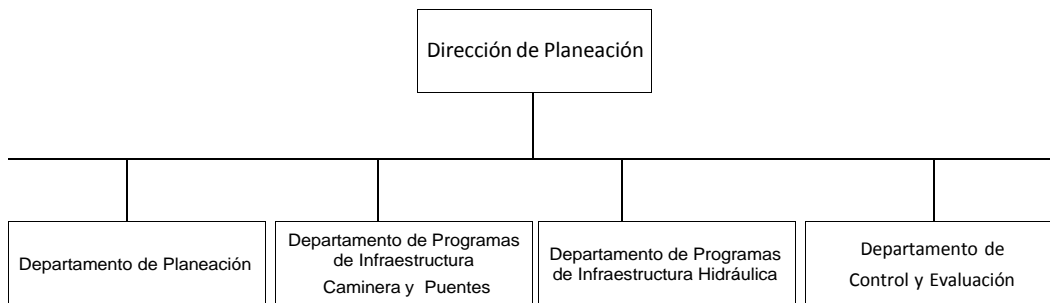 Dirección de Planeación
Departamento de Planeación
Departamento de Programas
de Infraestructura
Caminera y Puentes
Departamento de Programas
de Infraestructura Hidráulica
Departamento de
Control y Evaluación